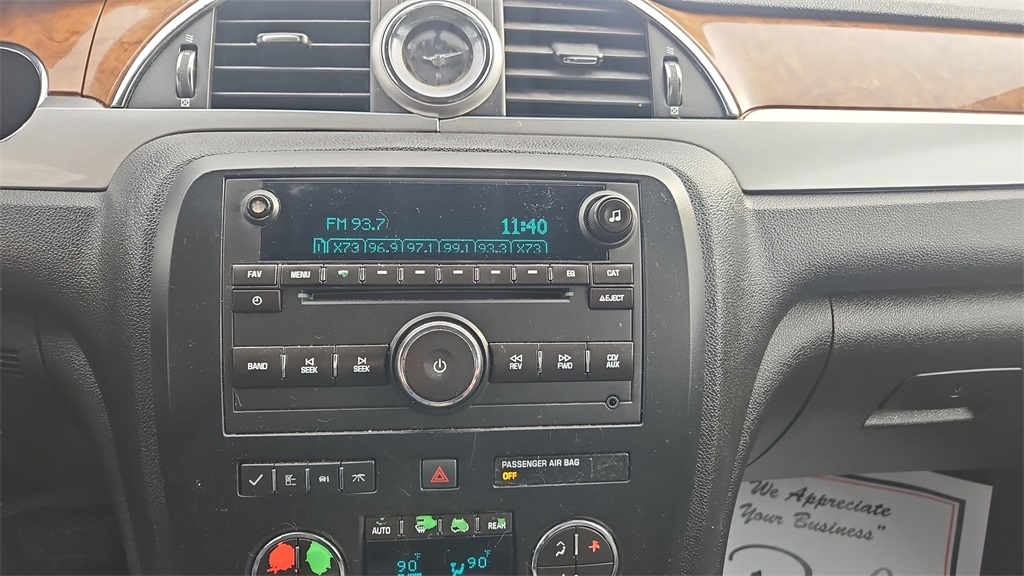 FM 93.7
11:40
1 X73 96.9 97.1 99.1 93.3 X73
FAV MENU EQ CAT
≜EJECT
BAND SEEK SEEK REV FWD CD/
AUX
PASSENGER AIR BAG
OFF
AUTO REAR
90°F 90°F
"We Appreciate
Your Business"